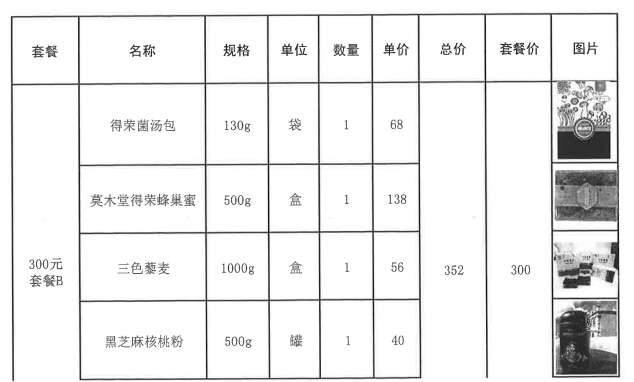 套餐 名称 规格 单位 数量 单价 总价 套餐价 图片
得荣菌汤包 130g 袋 1 68
莫木堂得荣蜂巢蜜 500g 盒 1 138
300元
套餐B
三色藜麦 1000g 盒 1 56 352 300
黑芝麻核桃粉 500g 罐 1 40